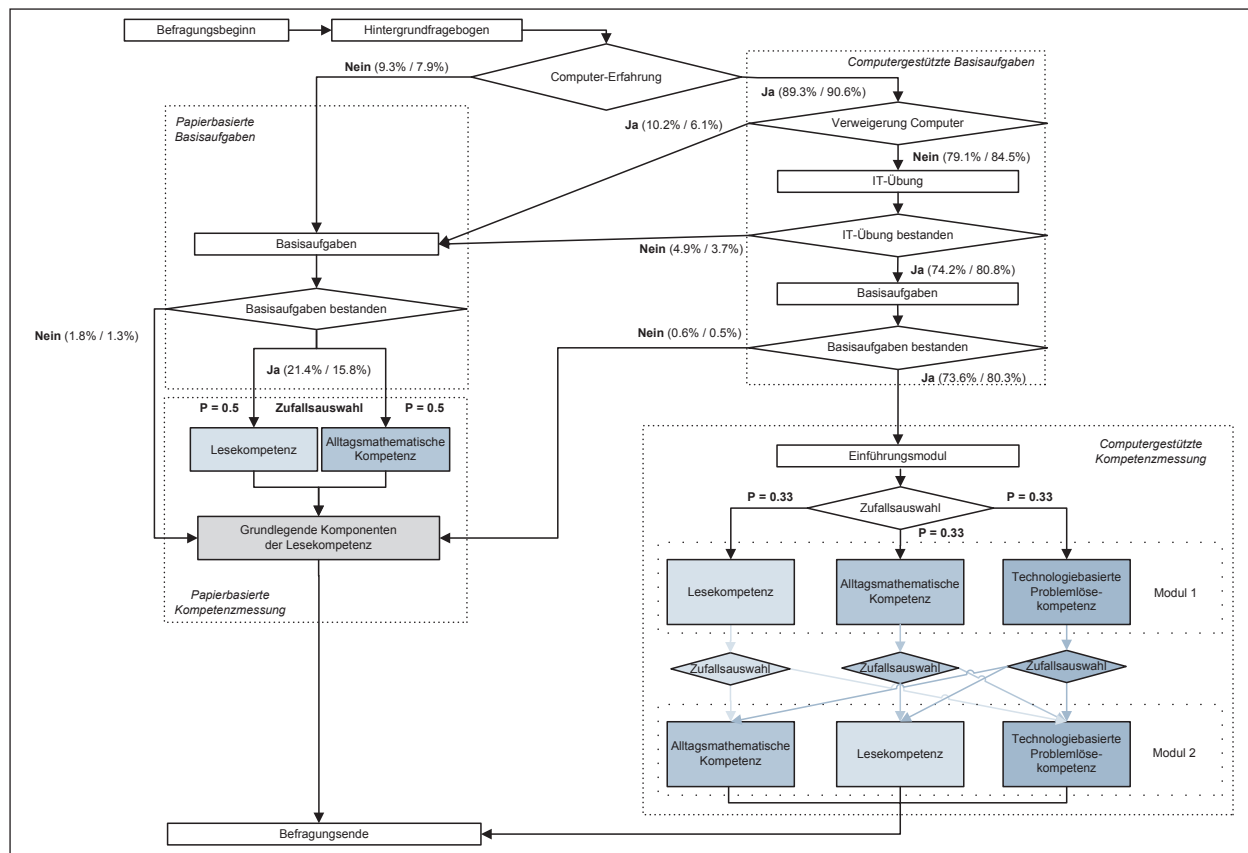 Befragungsbeginn
Hintergrundfragebogen
Computergestützte Basisaufgaben
Nein (9.3% / 7.9%)
Computer-Erfahrung
Ja (89.3% / 90.6%)
Papierbasierte
Basisaufgaben
Ja (10.2% / 6.1%)
Verweigerung Computer
Nein (79.1% / 84.5%)
IT-Übung
Basisaufgaben
IT-Übung bestanden
Nein (4.9% / 3.7%)
Ja (74.2% / 80.8%)
Basisaufgaben
Basisaufgaben bestanden
Nein (1.8% / 1.3%)
Nein (0.6% / 0.5%)
Basisaufgaben bestanden
Ja (21.4% / 15.8%)
Ja (73.6% / 80.3%)
P = 0.5
Zufallsauswahl
P = 0.5
Lesekompetenz
Alltagsmathematische
Kompetenz
Computergestützte
Kompetenzmessung
Einführungsmodul
P = 0.33
P = 0.33
Zufallsauswahl
P = 0.33
Grundlegende Komponenten
der Lesekompetenz
Papierbasierte
Kompetenzmessung
Lesekompetenz
Alltagsmathematische
Kompetenz
Technologiebasierte
Problemlöse-
kompetenz
Modul 1
Zufallsauswahl
Zufallsauswahl
Zufallsauswahl
Alltagsmathematische
Kompetenz
Lesekompetenz
Technologiebasierte
Problemlöse-
kompetenz
Modul 2
Befragungsende